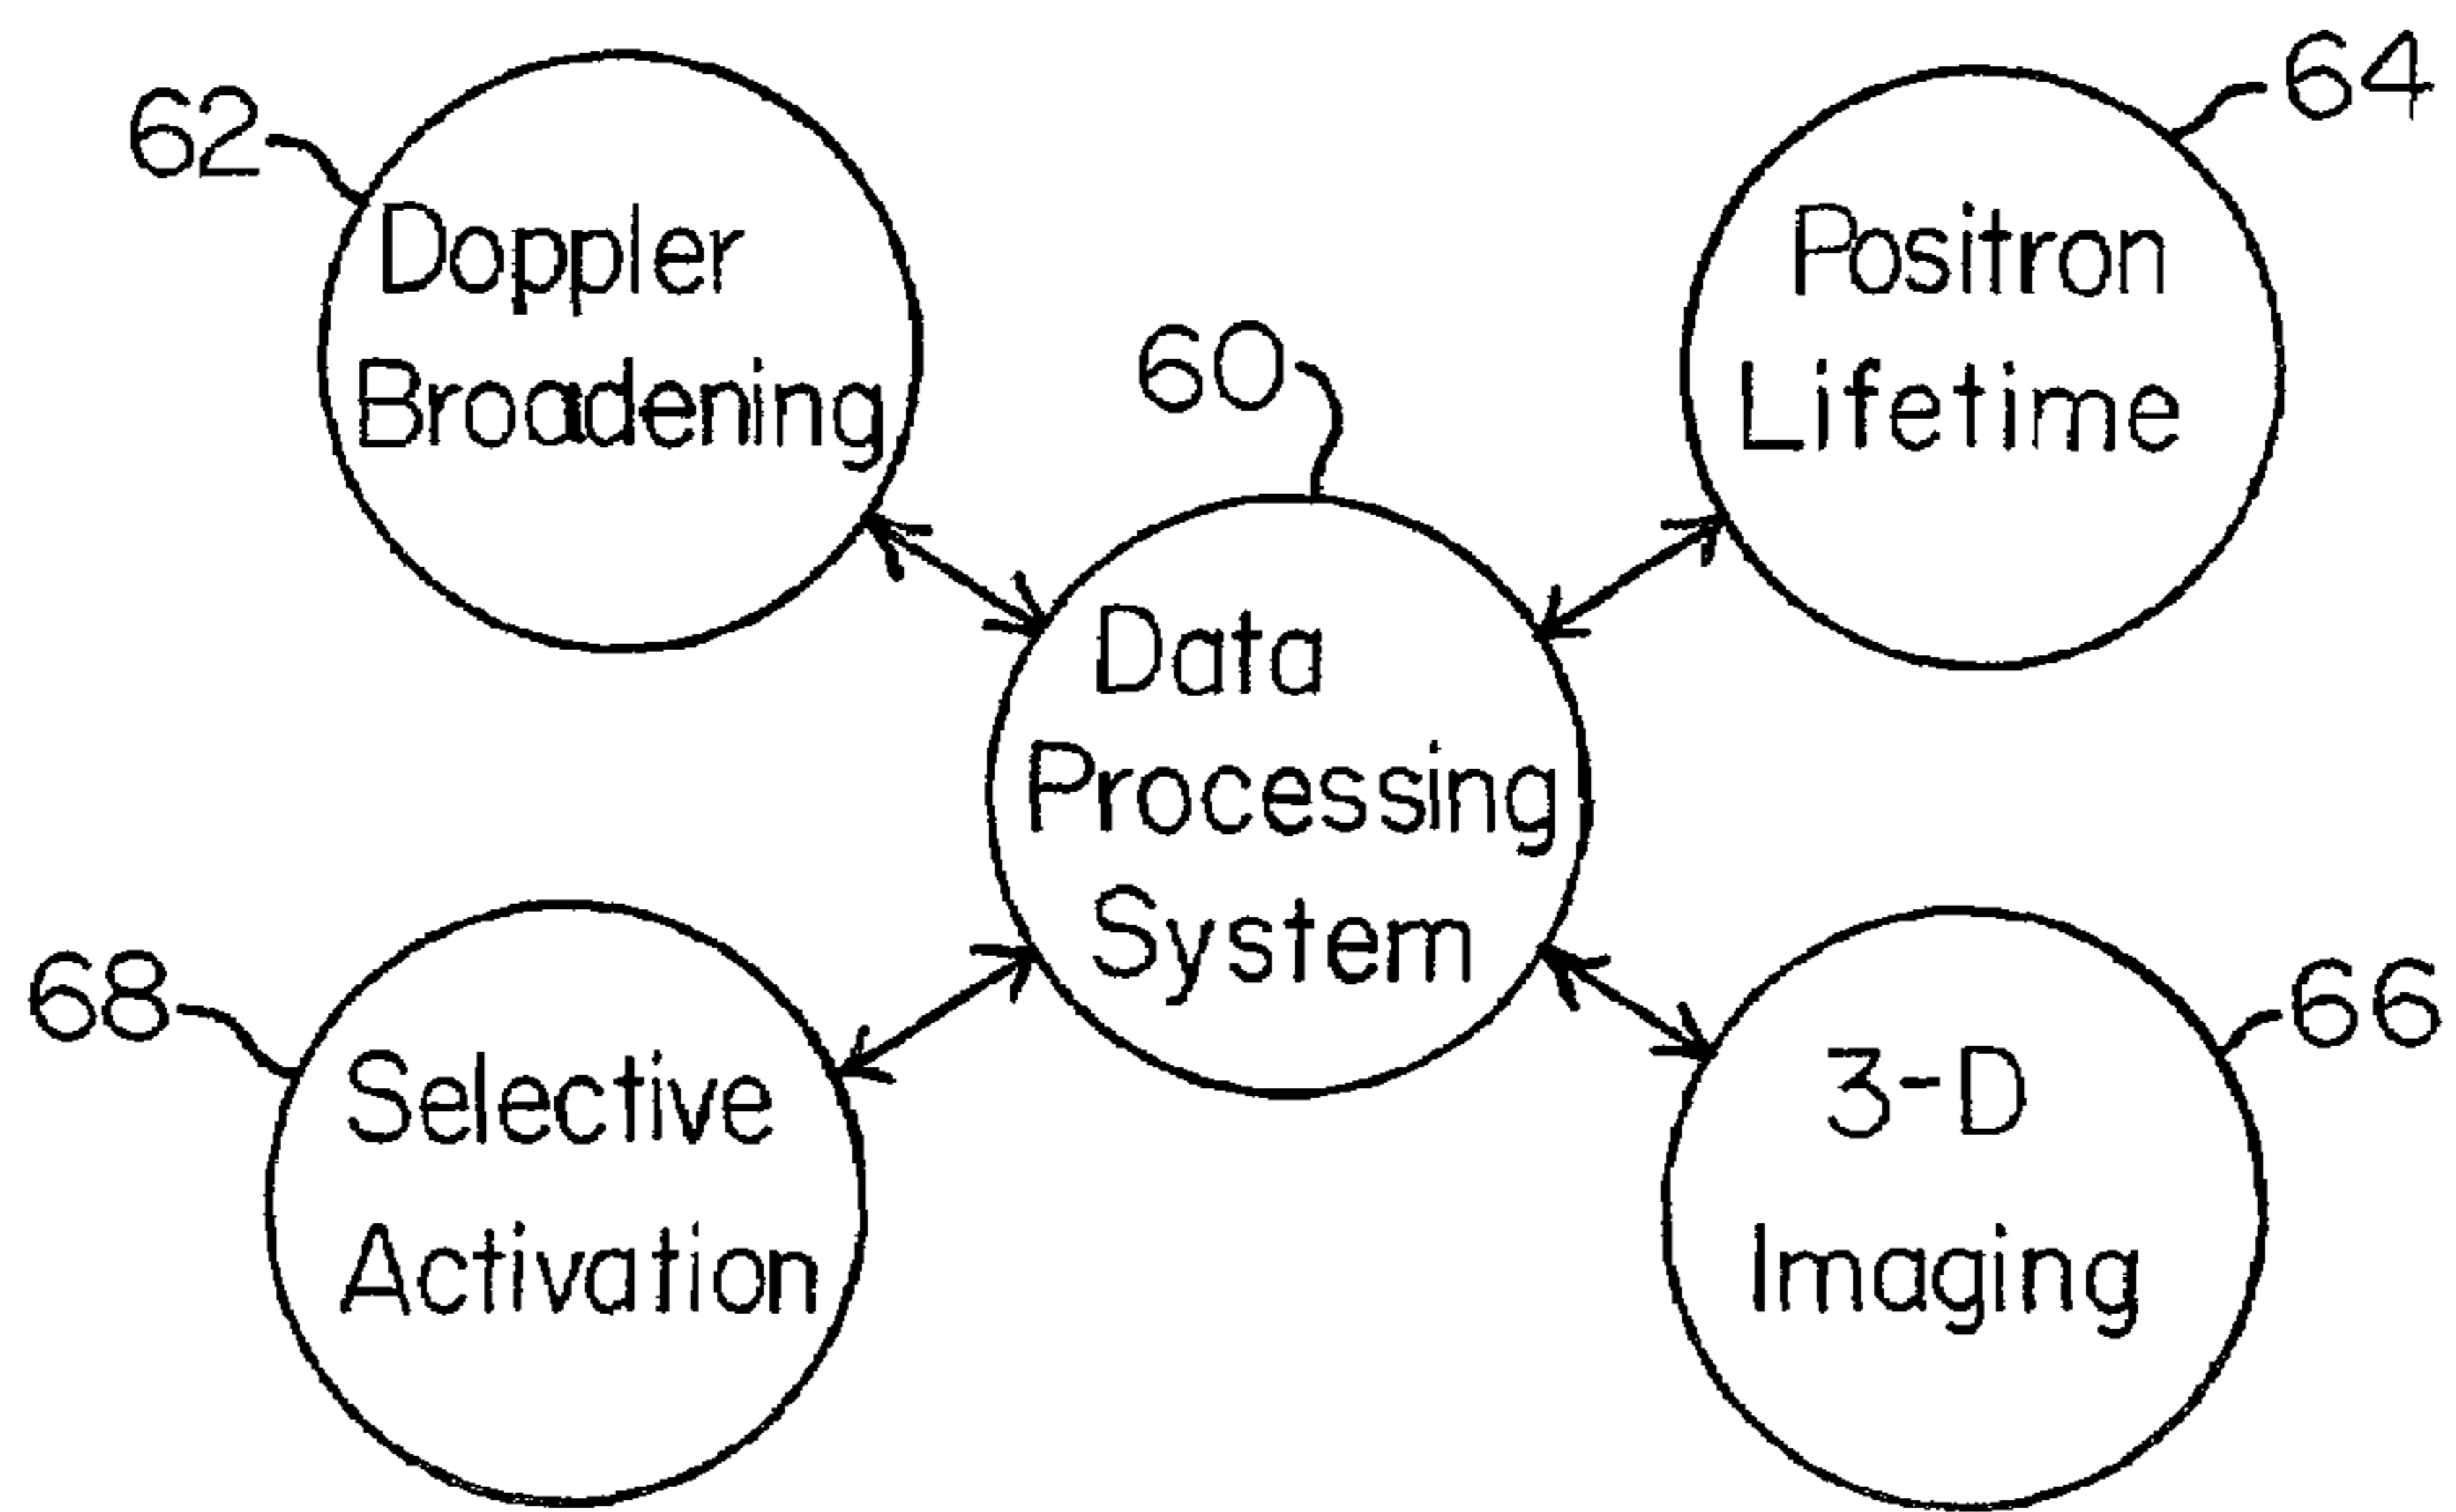 62
Doppler
Broadening
64
Positron
Lifetime
60
Data
Processing
System
68
Selective
Activation
66
3-D
Imaging